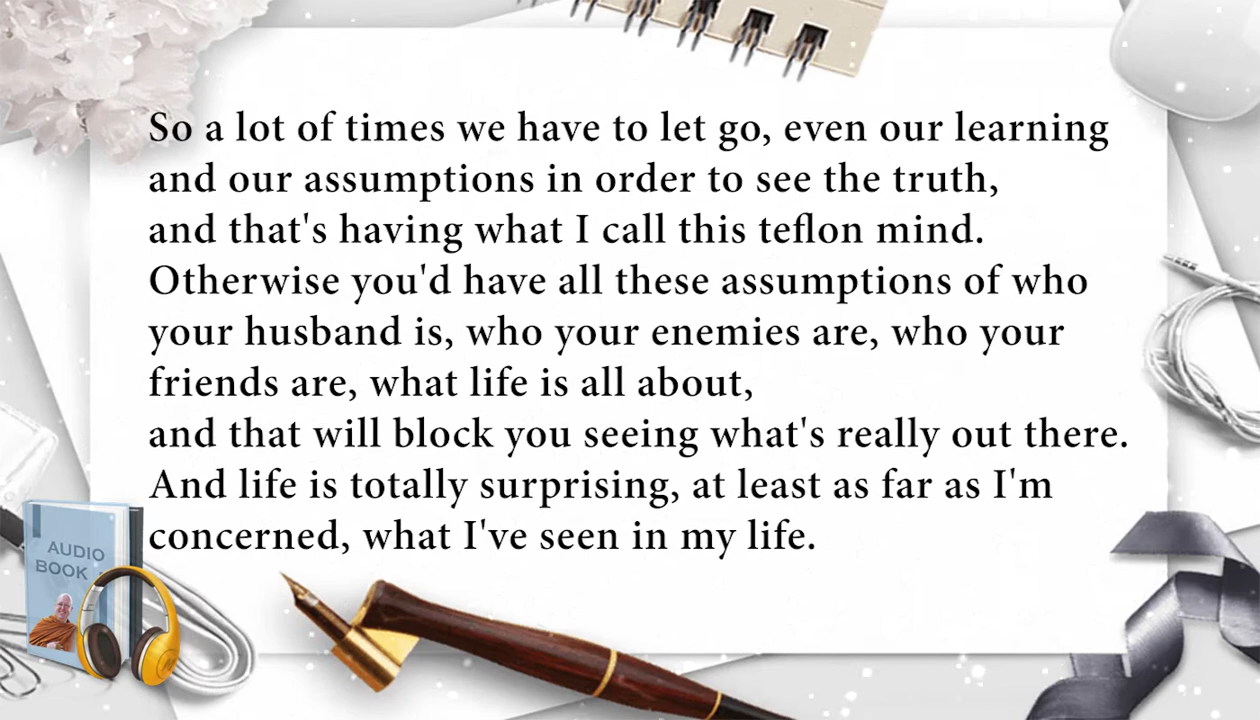 So a lot of times we have to let go, even our learning
and our assumptions in order to see the truth,
and that's having what I call this teflon mind.
Otherwise you'd have all these assumptions of who
your husband is, who your enemies are, who your
friends are, what life is all about,
and that will block you seeing what's really out there.
And life is totally surprising, at least as far as I'm
concerned, what I've seen in my life.
AUDIO
BOOK